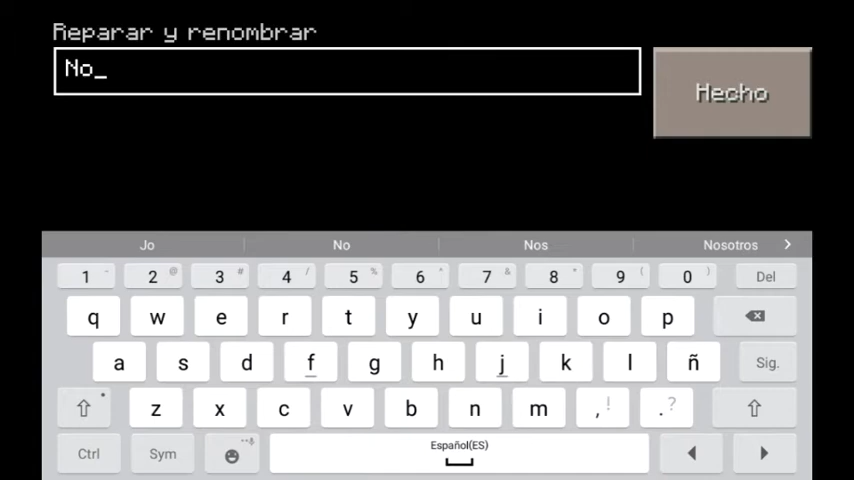 Reparar y renombrar
No_
Hecho
Jo No Nos Nosotros >
1 - 2 @ 3 # 4 / 5 % 6 ^ 7 & 8 * 9 ( 0 ) Del
q w e r t y u i o p
a s d f g h j k l ñ Sig.
z x c v b n m , ! . ?
Ctrl Sym Español(ES)